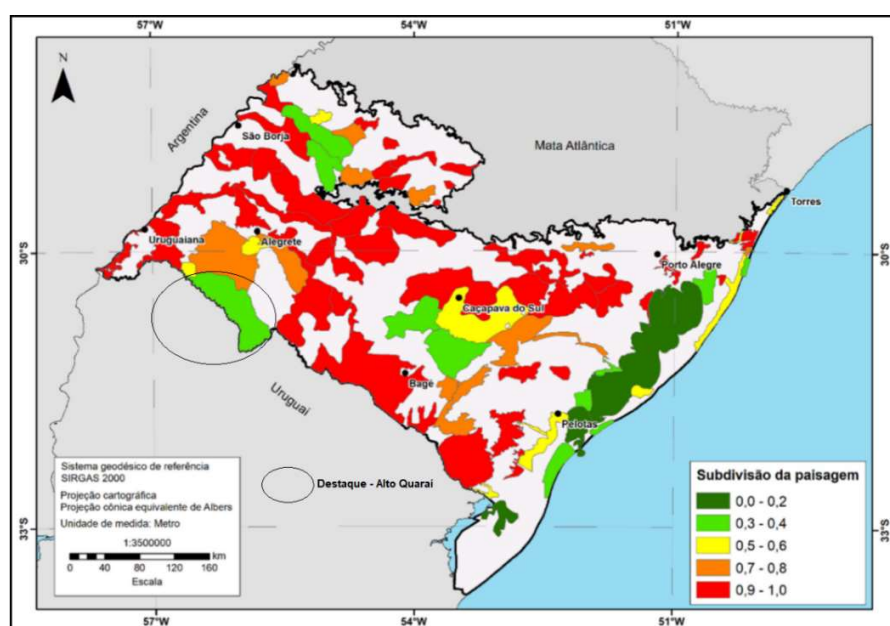 57°W
54°W
51°W
N
Argentina
São Borja
Mata Atlântica
Torres
Uruguaiana
Alegrete
30°S
30°S
Porto Alegre
Caçapava do Sul
Bagé
Uruguai
Pelotas
Sistema geodésico de referência
SIRGAS 2000
Projeção cartográfica
Projeção cônica equivalente de Albers
Unidade de medida: Metro
1:3500000
0 20 40 80 120 160 km
Escala
Destaque - Alto Quaraí
Subdivisão da paisagem
0,0 - 0,2
0,3 - 0,4
0,5 - 0,6
0,7 - 0,8
0,9 - 1,0
33°S
33°S
57°W
54°W
51°W